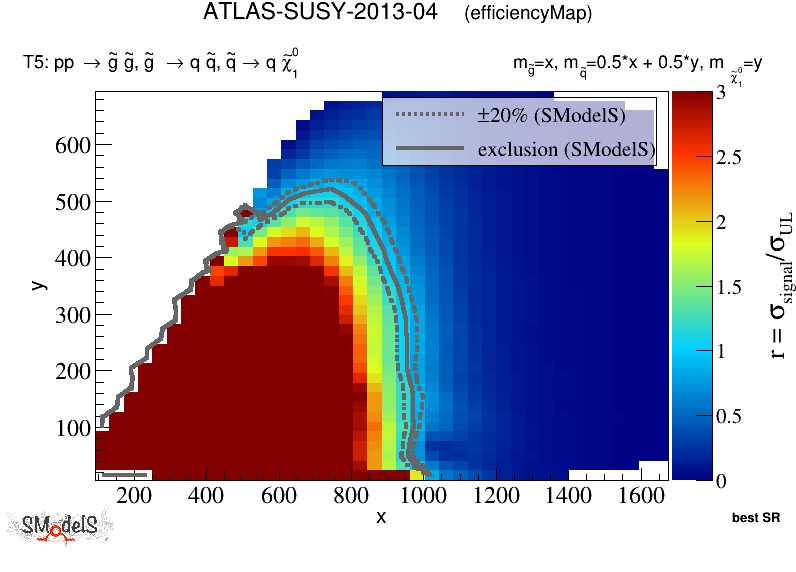 ATLAS-SUSY-2013-04 (efficiencyMap)
T5: pp → g̃ g̃, g̃ → q q̃, q̃ → q χ̃₁⁰
m_g̃=x, m_q̃=0.5*x + 0.5*y, m_χ̃₁⁰=y
±20% (SModelS)
exclusion (SModelS)
600
500
400
300
200
100
y
200 400 600 800 1000 1200 1400 1600
x
3
2.5
2
1.5
1
0.5
0
r = σ_signal/σ_UL
SModelS
best SR